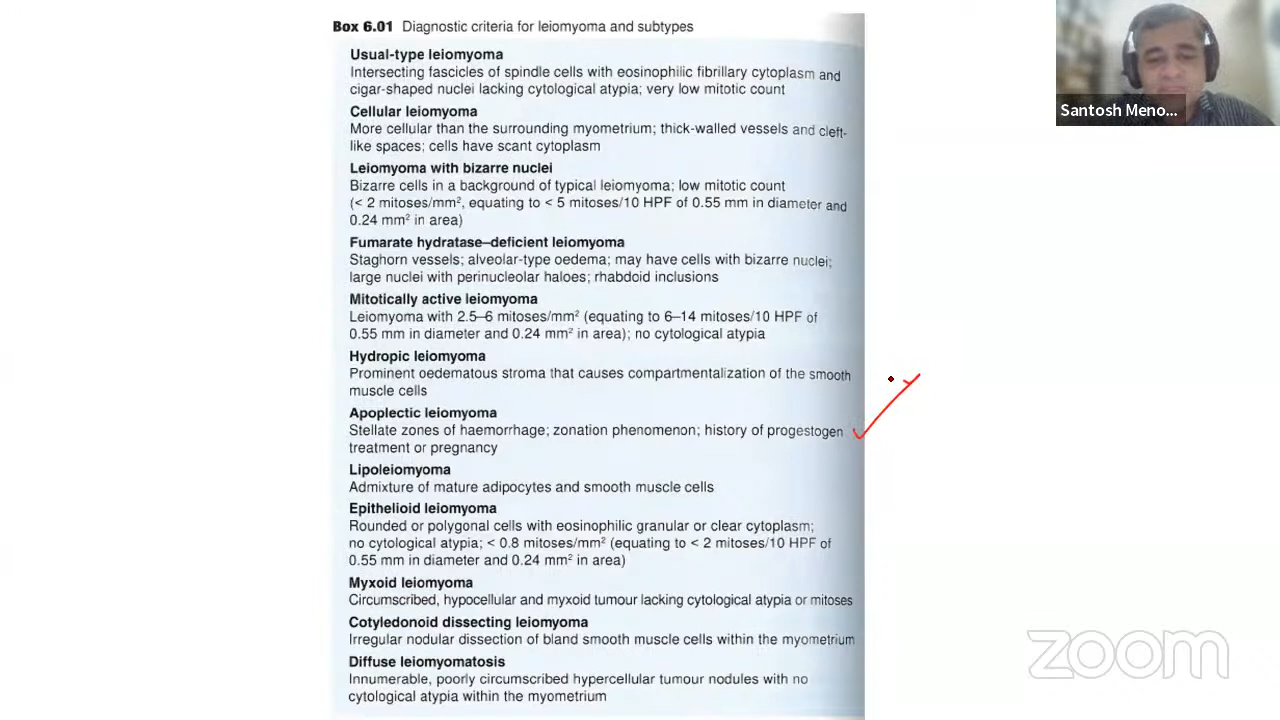 Box 6.01 Diagnostic criteria for leiomyoma and subtypes
Usual-type leiomyoma
Intersecting fascicles of spindle cells with eosinophilic fibrillary cytoplasm and
cigar-shaped nuclei lacking cytological atypia; very low mitotic count
Cellular leiomyoma
More cellular than the surrounding myometrium; thick-walled vessels and cleft-
like spaces; cells have scant cytoplasm
Leiomyoma with bizarre nuclei
Bizarre cells in a background of typical leiomyoma; low mitotic count
(< 2 mitoses/mm², equating to < 5 mitoses/10 HPF of 0.55 mm in diameter and
0.24 mm² in area)
Fumarate hydratase–deficient leiomyoma
Staghorn vessels; alveolar-type oedema; may have cells with bizarre nuclei;
large nuclei with perinucleolar haloes; rhabdoid inclusions
Mitotically active leiomyoma
Leiomyoma with 2.5–6 mitoses/mm² (equating to 6–14 mitoses/10 HPF of
0.55 mm in diameter and 0.24 mm² in area); no cytological atypia
Hydropic leiomyoma
Prominent oedematous stroma that causes compartmentalization of the smooth
muscle cells
Apoplectic leiomyoma
Stellate zones of haemorrhage; zonation phenomenon; history of progestogen
treatment or pregnancy
Lipoleiomyoma
Admixture of mature adipocytes and smooth muscle cells
Epithelioid leiomyoma
Rounded or polygonal cells with eosinophilic granular or clear cytoplasm;
no cytological atypia; < 0.8 mitoses/mm² (equating to < 2 mitoses/10 HPF of
0.55 mm in diameter and 0.24 mm² in area)
Myxoid leiomyoma
Circumscribed, hypocellular and myxoid tumour lacking cytological atypia or mitoses
Cotyledonoid dissecting leiomyoma
Irregular nodular dissection of bland smooth muscle cells within the myometrium
Diffuse leiomyomatosis
Innumerable, poorly circumscribed hypercellular tumour nodules with no
cytological atypia within the myometrium
Santosh Meno...
zoom